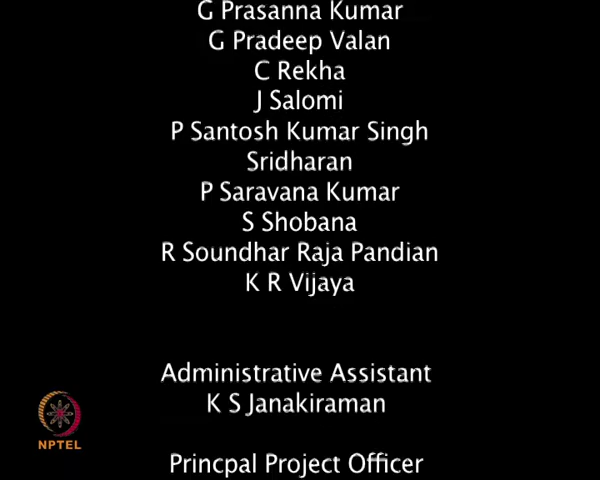 G Prasanna Kumar
G Pradeep Valan
C Rekha
J Salomi
P Santosh Kumar Singh
Sridharan
P Saravana Kumar
S Shobana
R Soundhar Raja Pandian
K R Vijaya
Administrative Assistant
K S Janakiraman
NPTEL
Princpal Project Officer